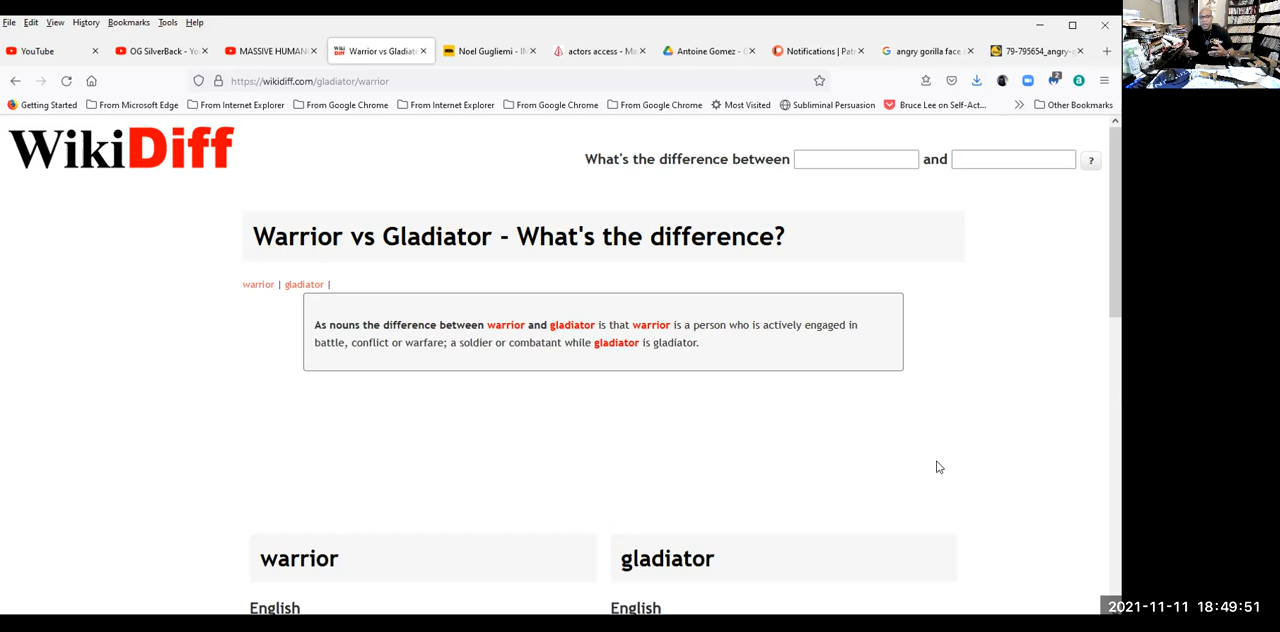 File Edit View History Bookmarks Tools Help
YouTube
OG SilverBack - Yo
MASSIVE HUMAN
Warrior vs Gladiat
Noel Gugliemi - IM
actors access - Ma
Antoine Gomez - G
Notifications | Pat
angry gorilla face
79-795654_angry-g
https://wikidiff.com/gladiator/warrior
2
Getting Started From Microsoft Edge From Internet Explorer From Google Chrome From Internet Explorer From Google Chrome From Google Chrome Most Visited Subliminal Persuasion Bruce Lee on Self-Act... Other Bookmarks
WikiDiff
What's the difference between and ?
Warrior vs Gladiator - What's the difference?
warrior | gladiator |
As nouns the difference between warrior and gladiator is that warrior is a person who is actively engaged in
battle, conflict or warfare; a soldier or combatant while gladiator is gladiator.
warrior gladiator
English English
2021-11-11 18:49:51